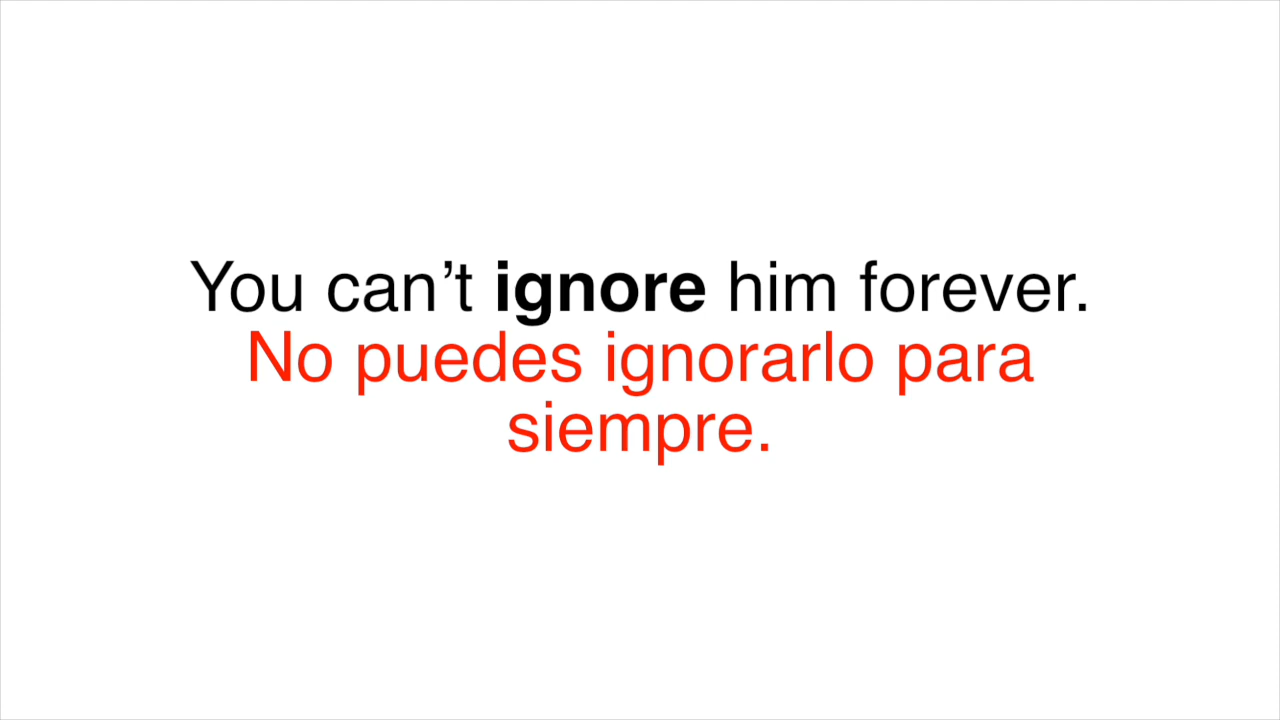 You can’t ignore him forever.
No puedes ignorarlo para
siempre.